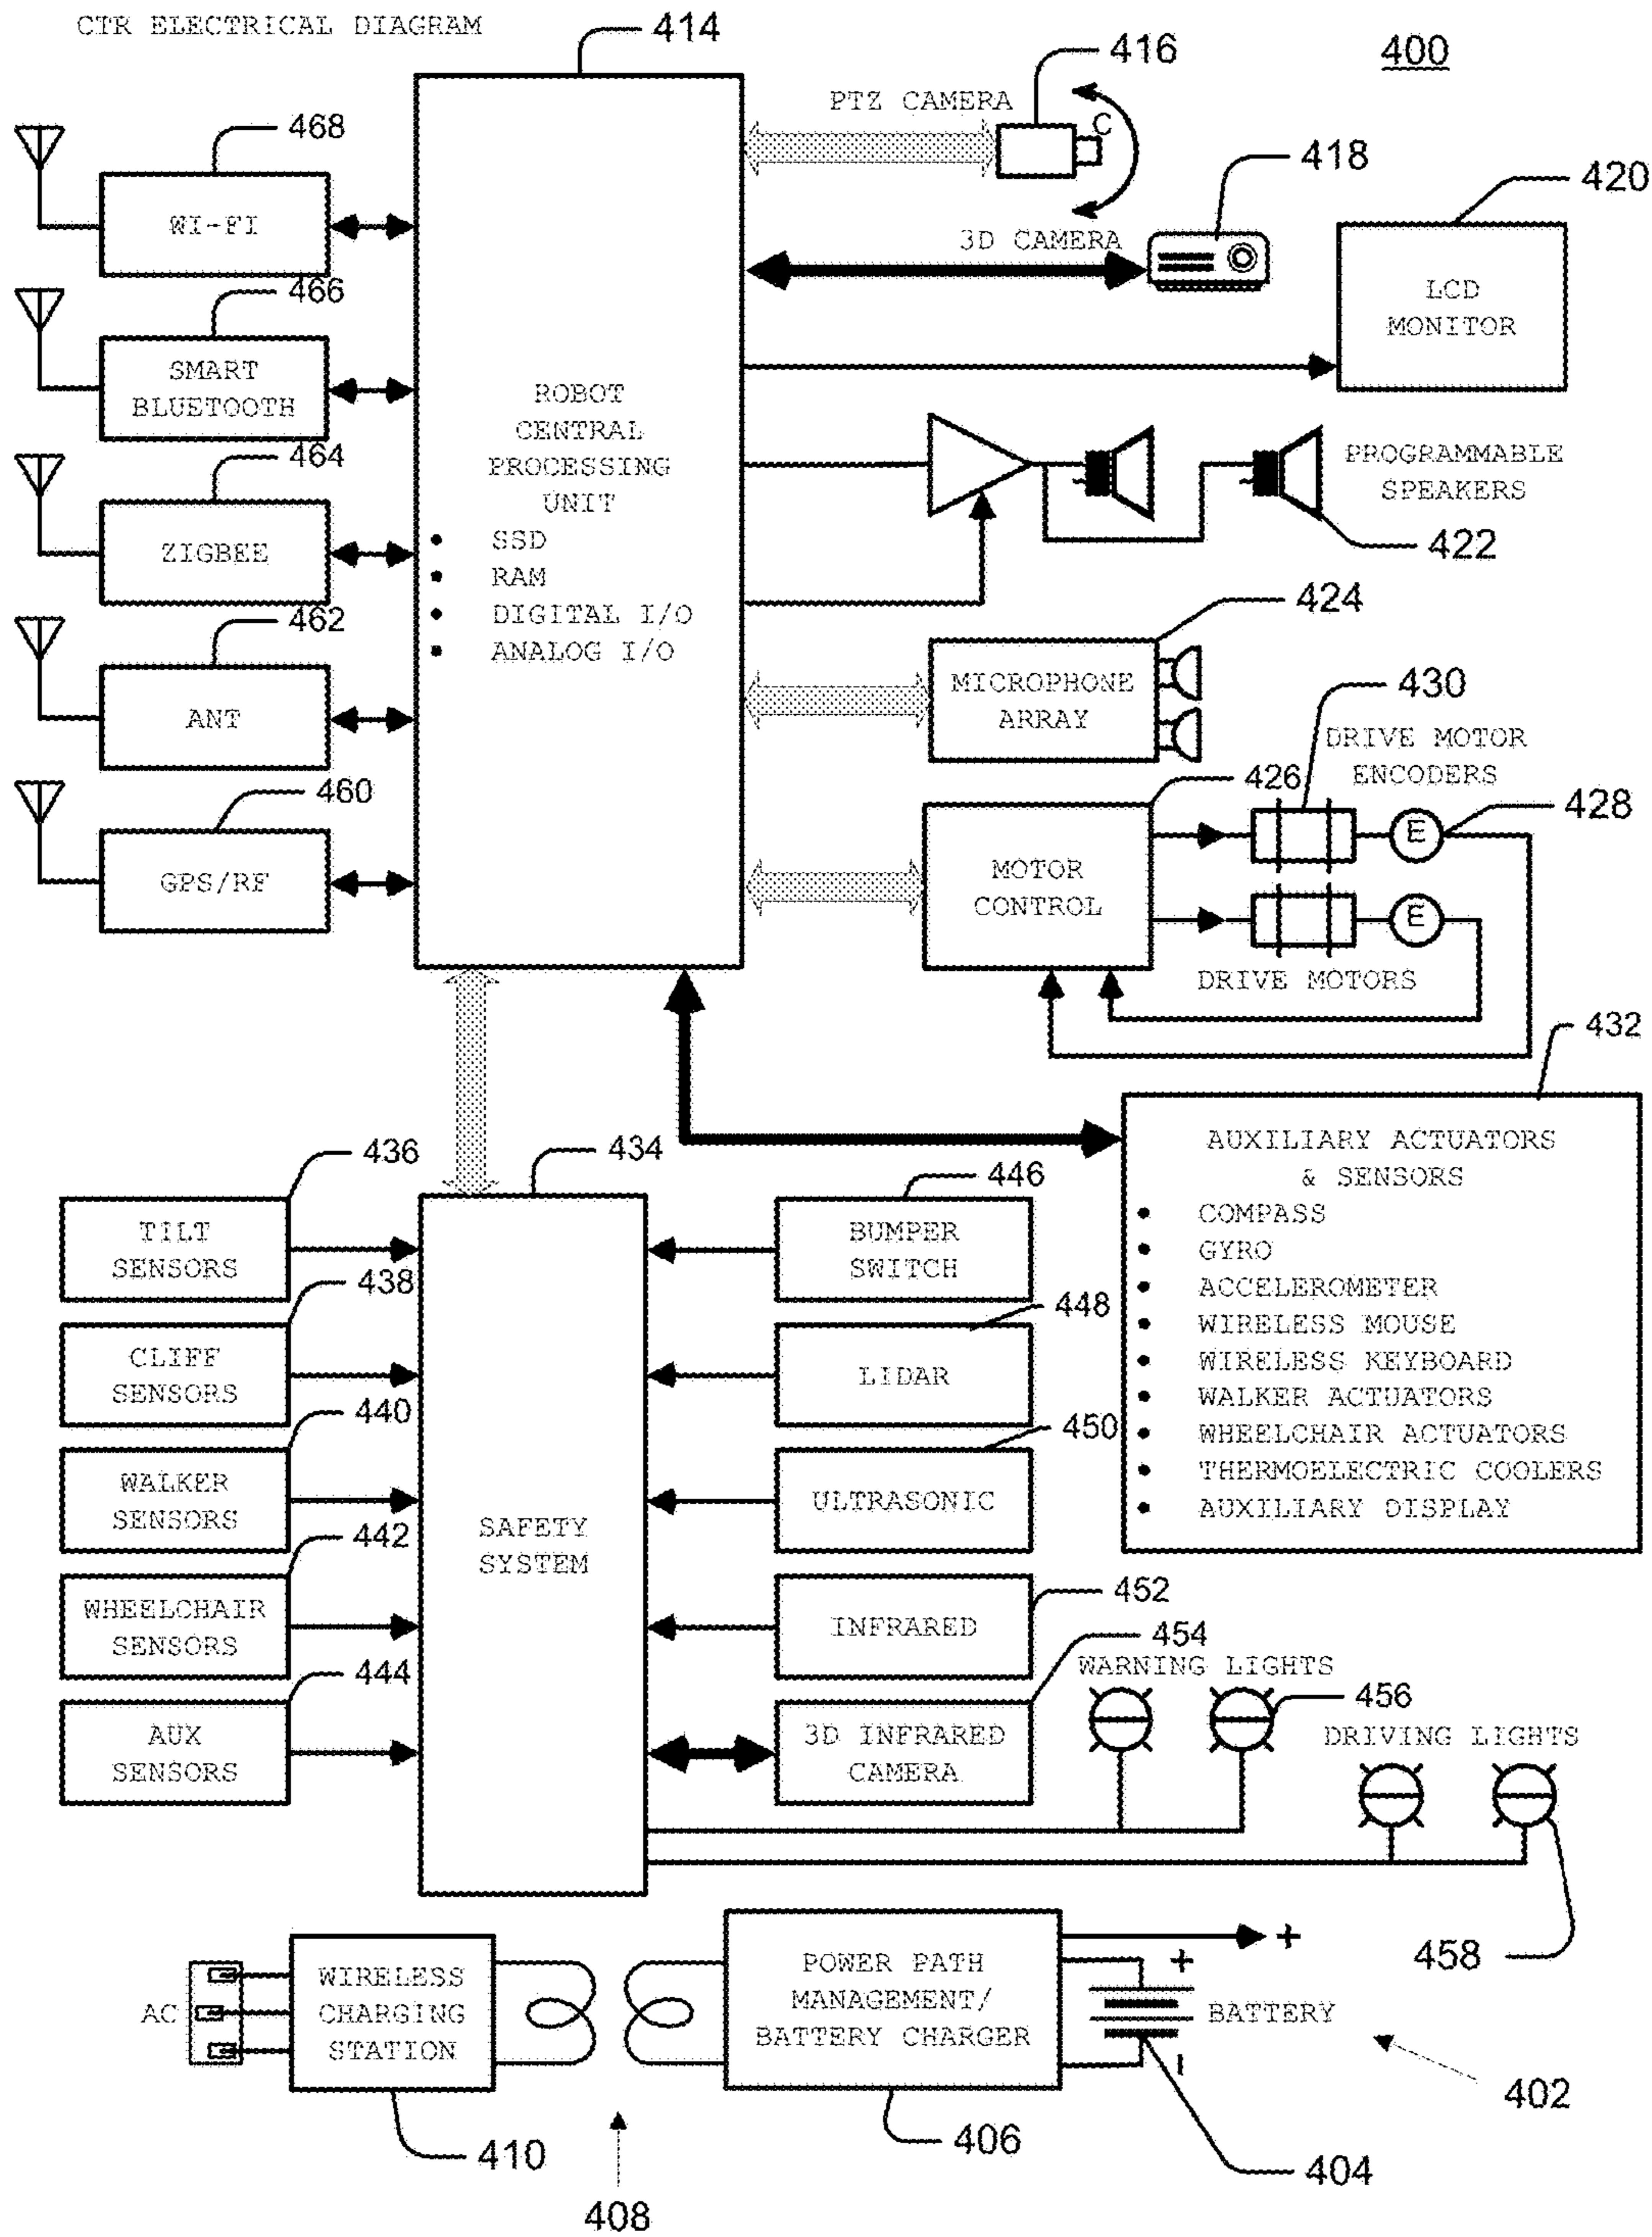 CTR ELECTRICAL DIAGRAM
414
416
400
PTZ CAMERA
C
468
WI-FI
418
420
3D CAMERA
LCD
MONITOR
466
SMART
BLUETOOTH
ROBOT
CENTRAL
PROCESSING
UNIT
• SSD
• RAM
• DIGITAL I/O
• ANALOG I/O
PROGRAMMABLE
SPEAKERS
422
464
ZIGBEE
424
MICROPHONE
ARRAY
462
ANT
430
DRIVE MOTOR
ENCODERS
426
428
E
MOTOR
CONTROL
E
DRIVE MOTORS
460
GPS/RF
432
AUXILIARY ACTUATORS
& SENSORS
• COMPASS
• GYRO
• ACCELEROMETER
• WIRELESS MOUSE
• WIRELESS KEYBOARD
• WALKER ACTUATORS
• WHEELCHAIR ACTUATORS
• THERMOELECTRIC COOLERS
• AUXILIARY DISPLAY
436
TILT
SENSORS
438
CLIFF
SENSORS
440
WALKER
SENSORS
442
WHEELCHAIR
SENSORS
444
AUX
SENSORS
434
SAFETY
SYSTEM
446
BUMPER
SWITCH
448
LIDAR
450
ULTRASONIC
452
INFRARED
454
3D INFRARED
CAMERA
WARNING LIGHTS
456
DRIVING LIGHTS
458
AC
WIRELESS
CHARGING
STATION
410
408
POWER PATH
MANAGEMENT/
BATTERY CHARGER
406
+
+
BATTERY
-
404
402